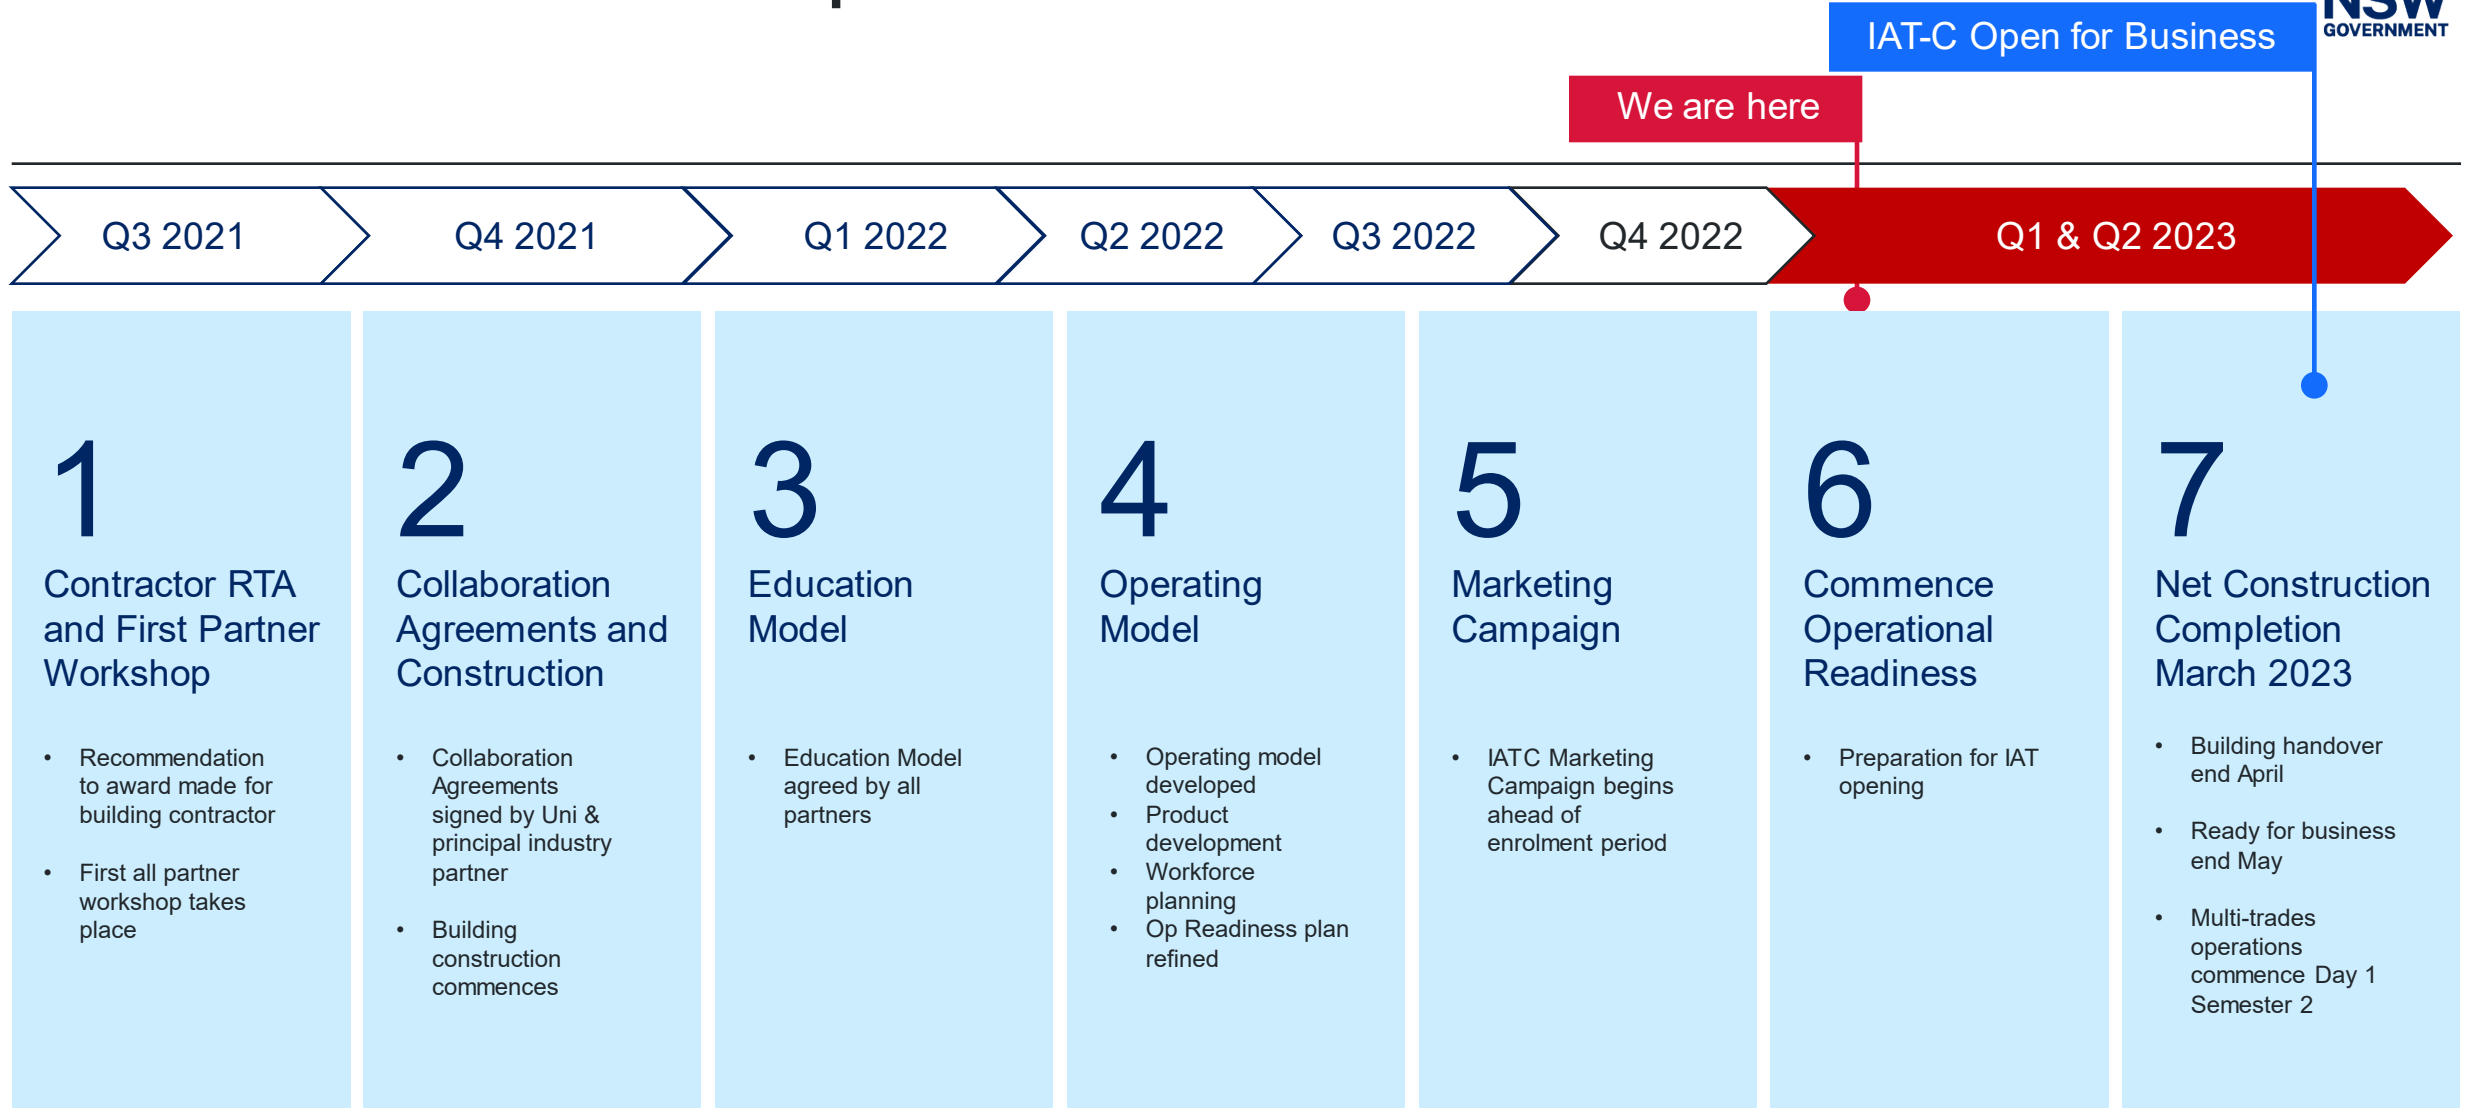 NSW
GOVERNMENT
IAT-C Open for Business
We are here
Q3 2021
Q4 2021
Q1 2022
Q2 2022
Q3 2022
Q4 2022
Q1 & Q2 2023
1
Contractor RTA
and First Partner
Workshop
• Recommendation
to award made for
building contractor
• First all partner
workshop takes
place
2
Collaboration
Agreements and
Construction
• Collaboration
Agreements
signed by Uni &
principal industry
partner
• Building
construction
commences
3
Education
Model
• Education Model
agreed by all
partners
4
Operating
Model
• Operating model
developed
• Product
development
• Workforce
planning
• Op Readiness plan
refined
5
Marketing
Campaign
• IATC Marketing
Campaign begins
ahead of
enrolment period
6
Commence
Operational
Readiness
• Preparation for IAT
opening
7
Net Construction
Completion
March 2023
• Building handover
end April
• Ready for business
end May
• Multi-trades
operations
commence Day 1
Semester 2